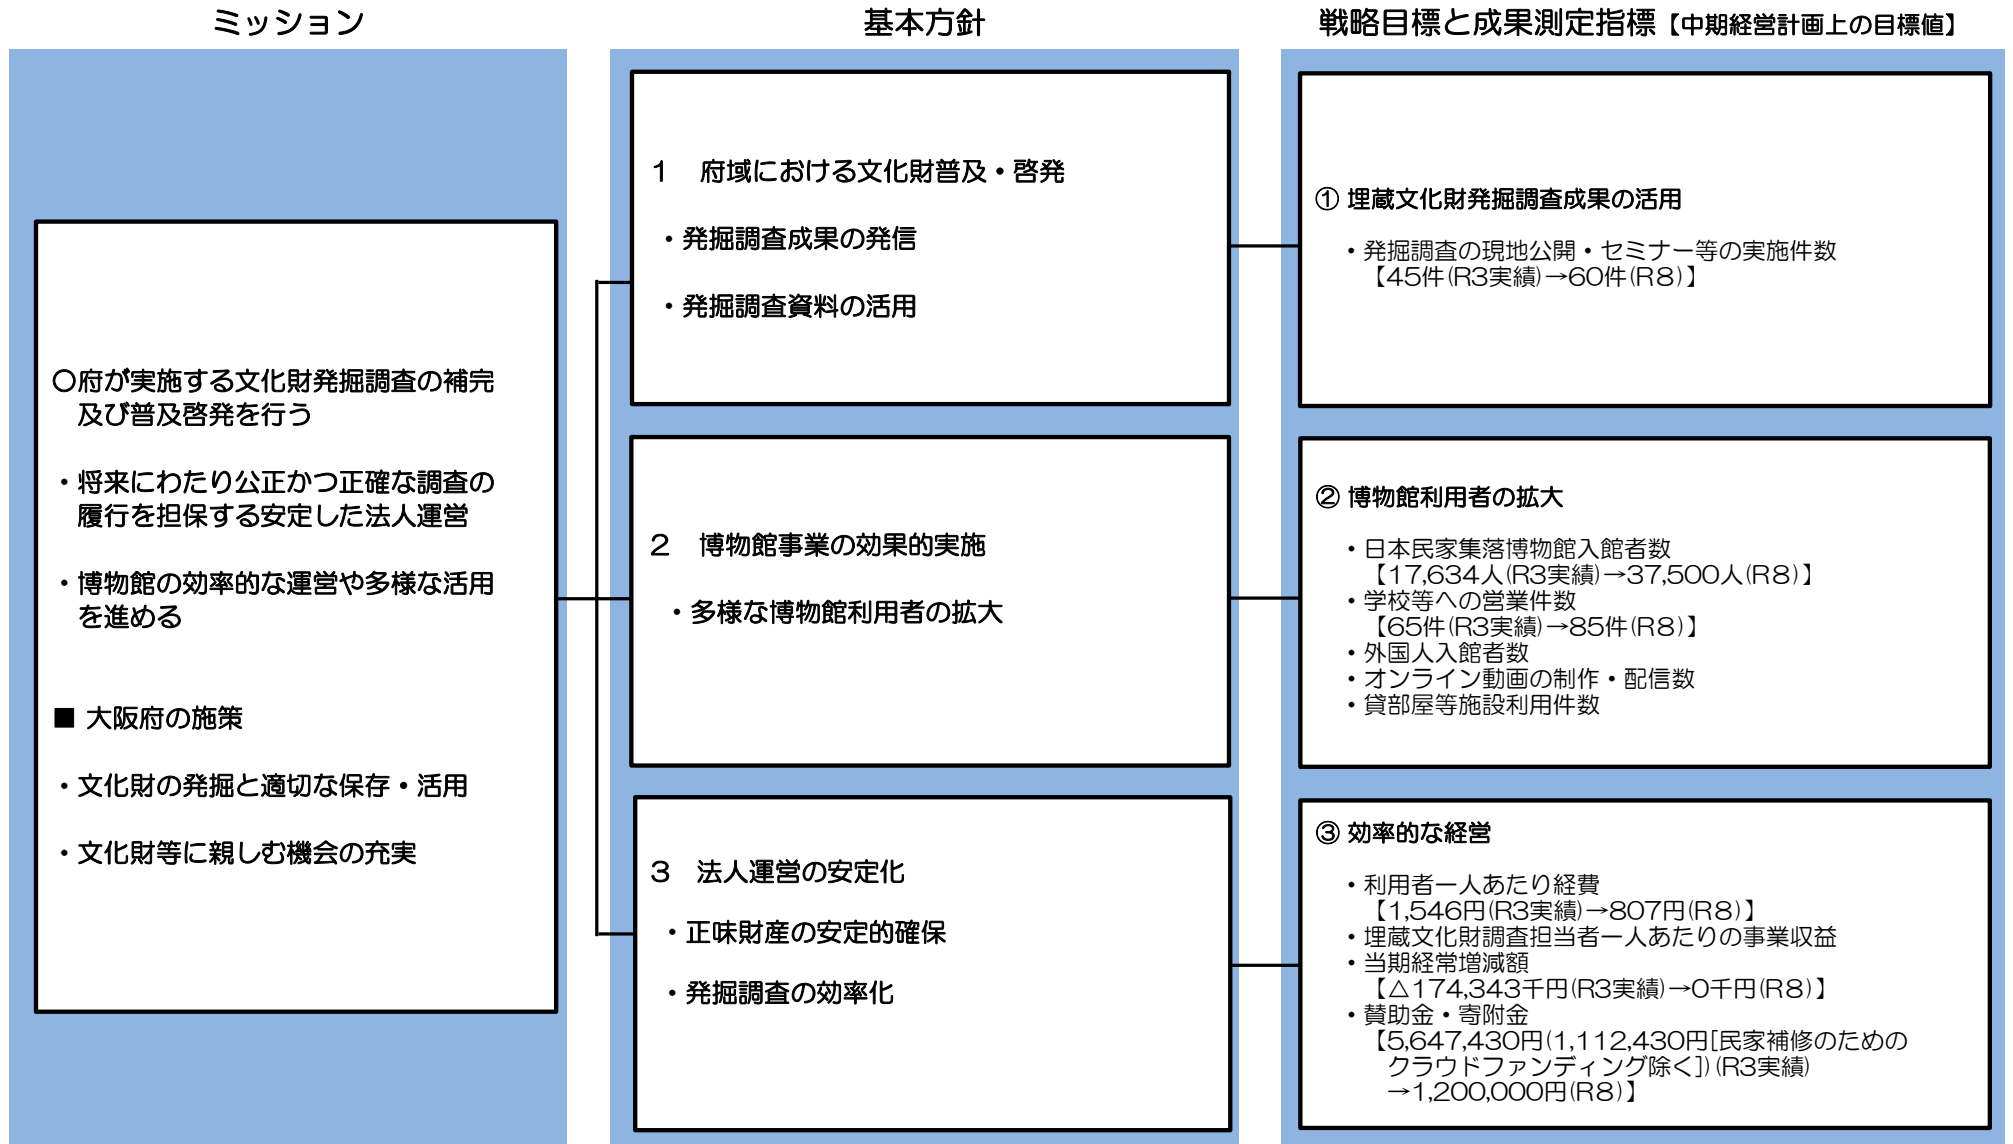 ミッション
基本方針
戦略目標と成果測定指標【中期経営計画上の目標値】
〇府が実施する文化財発掘調査の補完
及び普及啓発を行う
・将来にわたり公正かつ正確な調査の
履行を担保する安定した法人運営
・博物館の効率的な運営や多様な活用
を進める
■ 大阪府の施策
・文化財の発掘と適切な保存・活用
・文化財等に親しむ機会の充実
１　府域における文化財普及・啓発
・発掘調査成果の発信
・発掘調査資料の活用
２　博物館事業の効果的実施
・多様な博物館利用者の拡大
３　法人運営の安定化
・正味財産の安定的確保
・発掘調査の効率化
① 埋蔵文化財発掘調査成果の活用
・発掘調査の現地公開・セミナー等の実施件数
【45件(R3実績)→60件(R8)】
② 博物館利用者の拡大
・日本民家集落博物館入館者数
【17,634人(R3実績)→37,500人(R8)】
・学校等への営業件数
【65件(R3実績)→85件(R8)】
・外国人入館者数
・オンライン動画の制作・配信数
・貸部屋等施設利用件数
③ 効率的な経営
・利用者一人あたり経費
【1,546円(R3実績)→807円(R8)】
・埋蔵文化財調査担当者一人あたりの事業収益
・当期経常増減額
【△174,343千円(R3実績)→0千円(R8)】
・賛助金・寄附金
【5,647,430円(1,112,430円[民家補修のための
クラウドファンディング除く])(R3実績)
→1,200,000円(R8)】